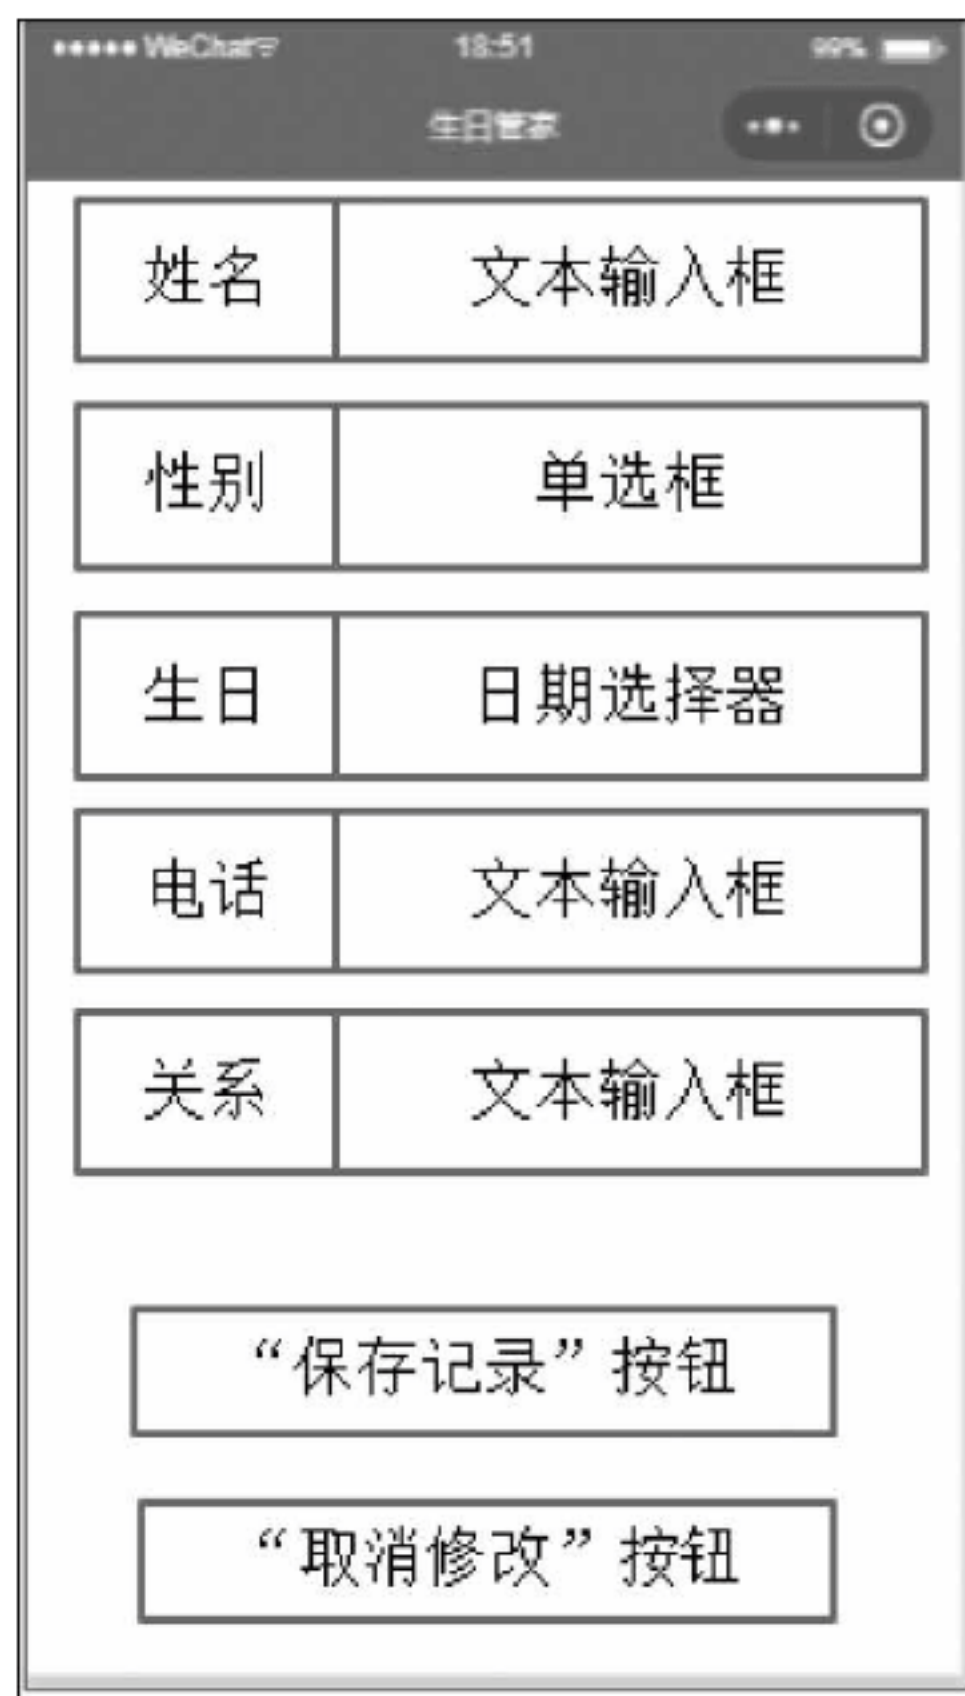 ●●●●● WeChat 18:51 99%
生日管家
姓名 文本输入框
性别 单选框
生日 日期选择器
电话 文本输入框
关系 文本输入框
“保存记录”按钮
“取消修改”按钮